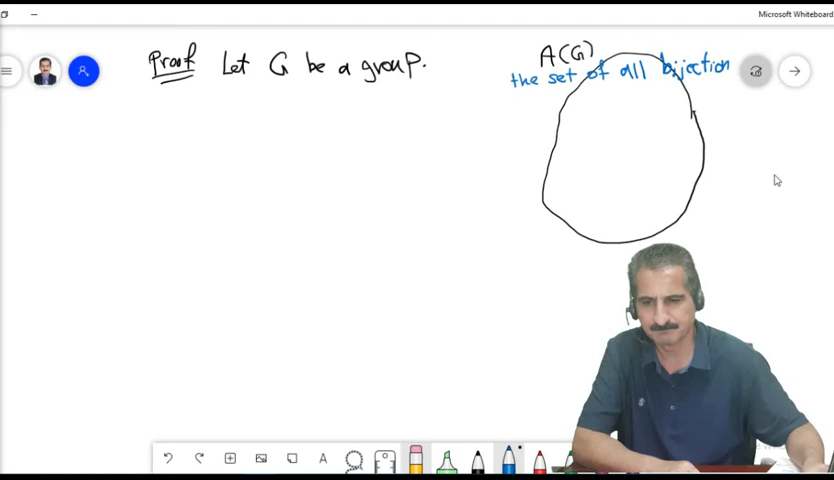 Microsoft Whiteboard
Proof Let G be a group.
A(G)
the set of all bijection
A